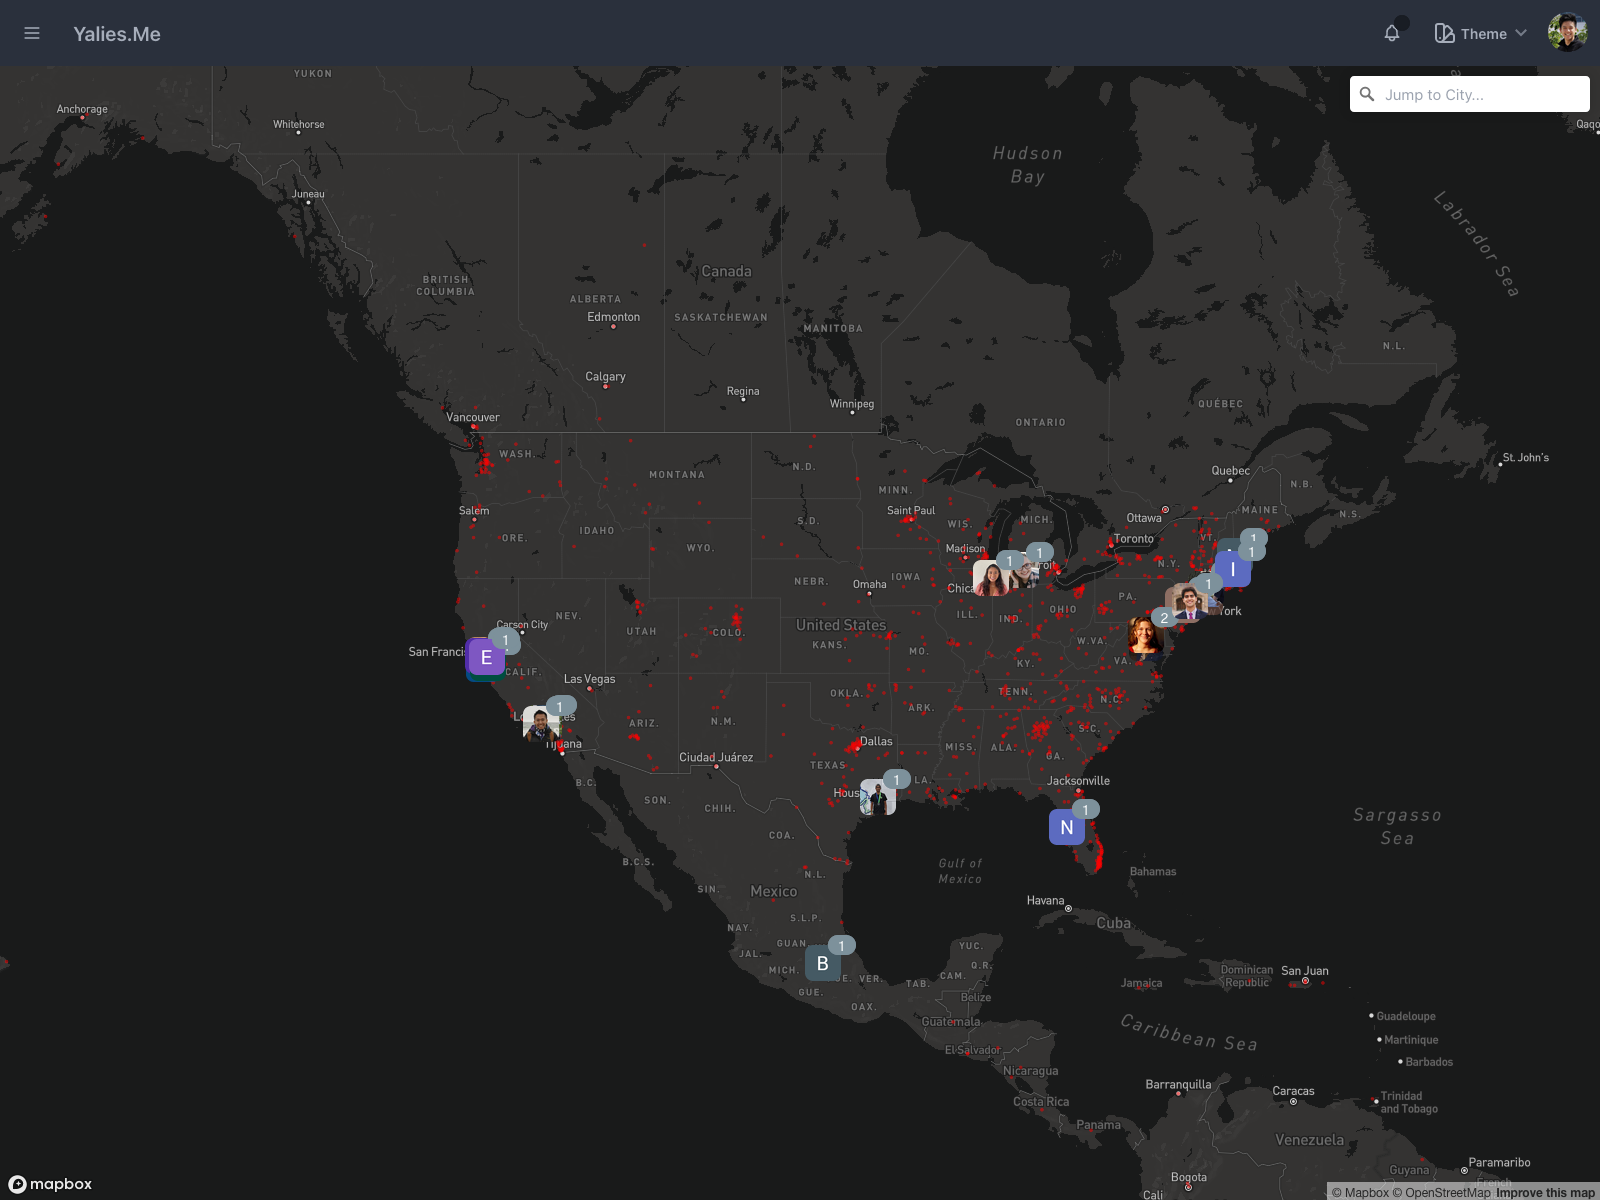 Yalies.Me
Theme
Jump to City...
YUKON
Anchorage
Whitehorse
Juneau
Hudson
Bay
Labrador Sea
BRITISH
COLUMBIA
Canada
ALBERTA
Edmonton
SASKATCHEWAN
MANITOBA
N.L.
Calgary
Regina
Winnipeg
QUÉBEC
ONTARIO
Vancouver
WASH.
MONTANA
N.D.
MINN.
Quebec
St. John's
N.B.
Salem
Saint Paul
WIS.
MICH.
Ottawa
MAINE
N.S.
ORE.
IDAHO
S.D.
WYO.
Madison
Toronto
VT.
1
1
1
1
I
N.Y.
NEBR.
Omaha
IOWA
Chica
roit
PA.
1
ork
NEV.
Carson City
UTAH
COLO.
United States
ILL.
IND.
OHIO
2
San Francis
E
1
CALIF.
KANS.
MO.
W.VA.
KY.
VA.
Las Vegas
OKLA.
ARK.
TENN.
N.C.
Lo
es
1
ARIZ.
N.M.
S.C.
Tijuana
Ciudad Juárez
Dallas
TEXAS
MISS.
ALA.
GA.
B.C.
SON.
CHIH.
Hous
1
LA.
Jacksonville
N
1
COA.
Sargasso
Sea
B.C.S.
SIN.
N.L.
Mexico
Gulf of
Mexico
Bahamas
Havana
Cuba
NAY.
S.L.P.
JAL.
GUAN
B
1
MICH.
E.
VER.
TAB.
CAM.
YUC.
Q.R.
GUE.
OAX.
Belize
Jamaica
Dominican
Republic
San Juan
Guatemala
El Salvador
Caribbean Sea
Guadeloupe
Martinique
Barbados
Nicaragua
Costa Rica
Panama
Barranquilla
Caracas
Trinidad
and Tobago
Venezuela
Bogota
Cali
Guyana
Paramaribo
French
mapbox
© Mapbox © OpenStreetMap Improve this map